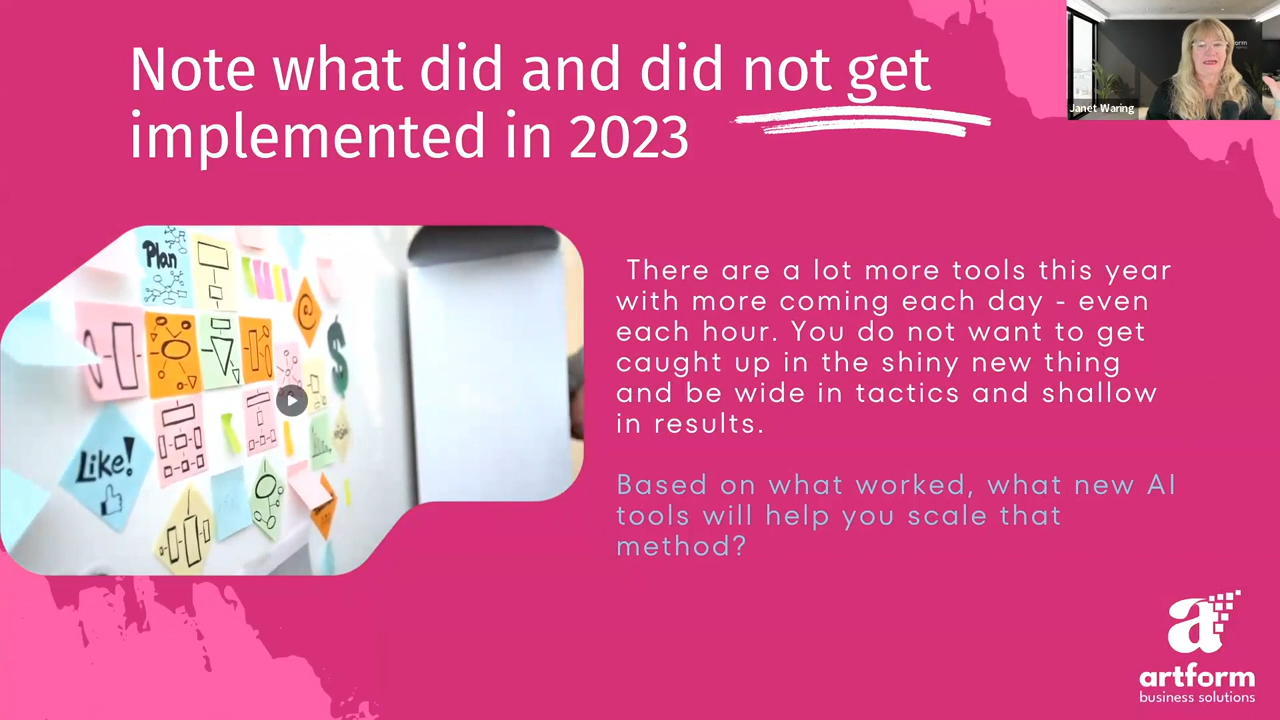 Note what did and did not get
implemented in 2023
Janet Waring
Plan
Like!
$
There are a lot more tools this year
with more coming each day - even
each hour. You do not want to get
caught up in the shiny new thing
and be wide in tactics and shallow
in results.
Based on what worked, what new AI
tools will help you scale that
method?
a
artform
business solutions